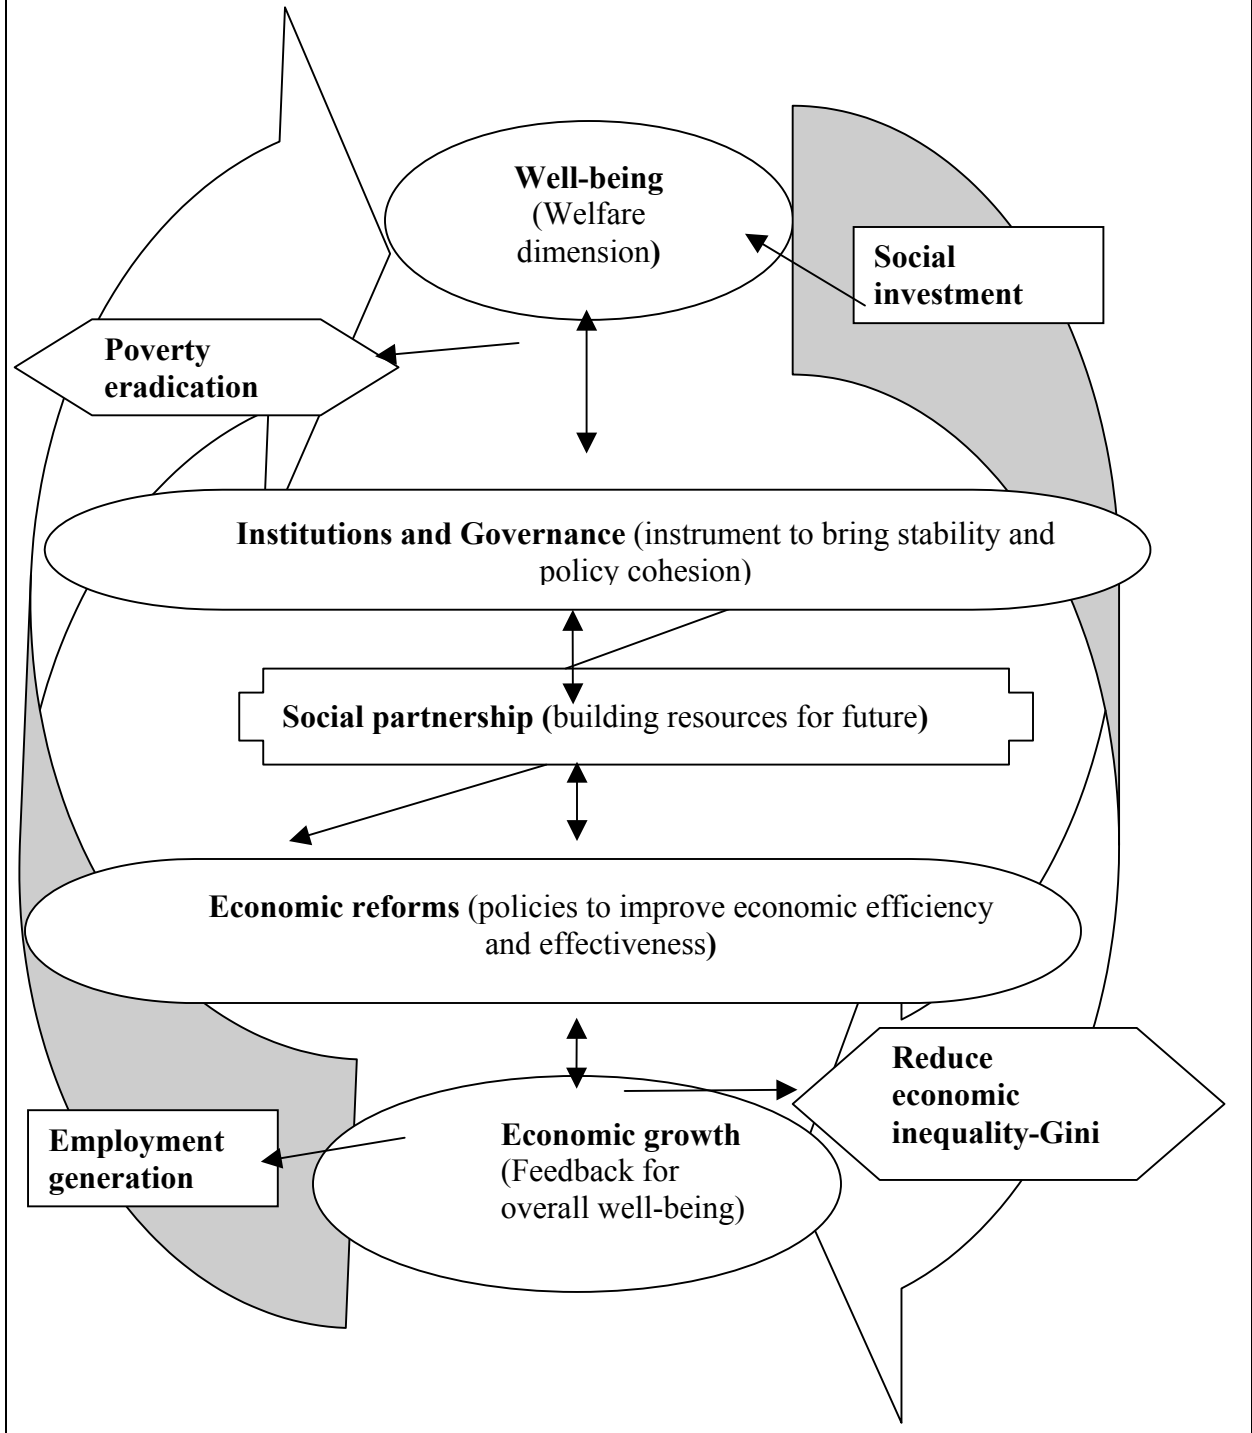 Well-being
(Welfare
dimension)
Social
investment
Poverty
eradication
Institutions and Governance (instrument to bring stability and
policy cohesion)
Social partnership (building resources for future)
Economic reforms (policies to improve economic efficiency
and effectiveness)
Reduce
economic
inequality-Gini
Employment
generation
Economic growth
(Feedback for
overall well-being)